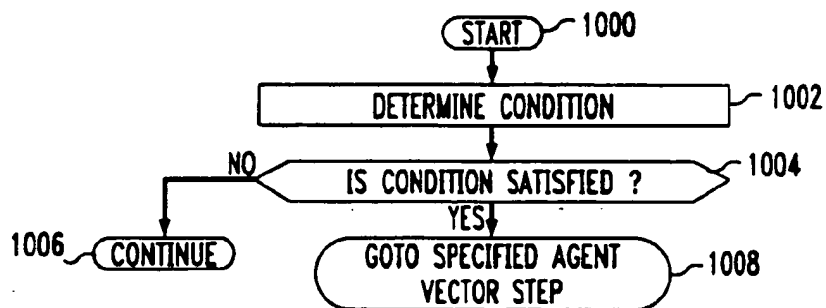 START 1000
DETERMINE CONDITION 1002
IS CONDITION SATISFIED ? 1004
NO
YES
1006 CONTINUE
GOTO SPECIFIED AGENT
VECTOR STEP 1008